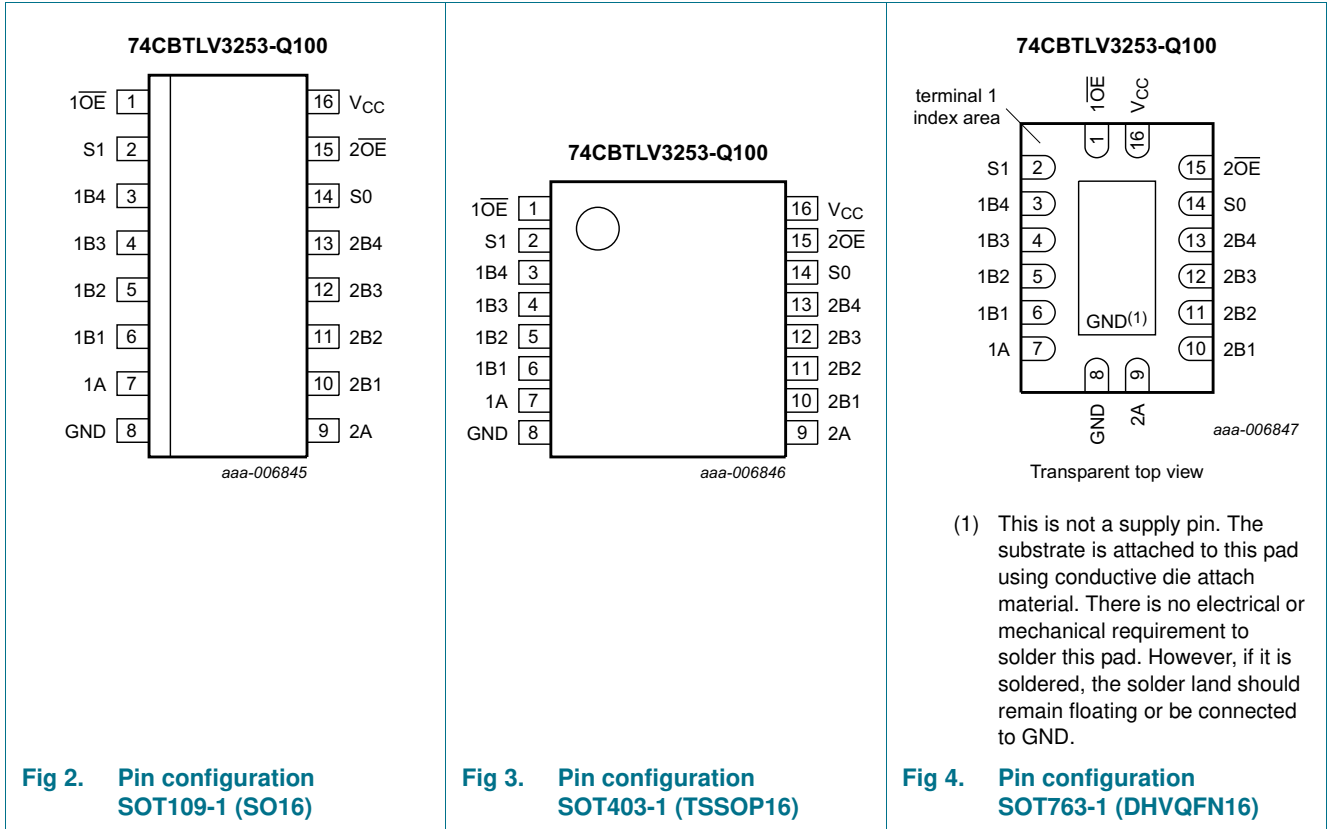 74CBTLV3253-Q100
1O̅E̅ 1 16 VCC
S1 2 15 2O̅E̅
1B4 3 14 S0
1B3 4 13 2B4
1B2 5 12 2B3
1B1 6 11 2B2
1A 7 10 2B1
GND 8 9 2A
aaa-006845
Fig 2. Pin configuration
SOT109-1 (SO16)
74CBTLV3253-Q100
1O̅E̅ 1 16 VCC
S1 2 15 2O̅E̅
1B4 3 14 S0
1B3 4 13 2B4
1B2 5 12 2B3
1B1 6 11 2B2
1A 7 10 2B1
GND 8 9 2A
aaa-006846
Fig 3. Pin configuration
SOT403-1 (TSSOP16)
74CBTLV3253-Q100
terminal 1
index area
1O̅E̅ VCC
1 16
S1 2 15 2O̅E̅
1B4 3 14 S0
1B3 4 13 2B4
1B2 5 12 2B3
1B1 6 11 2B2
GND(1)
1A 7 10 2B1
8 9
GND 2A
aaa-006847
Transparent top view
(1) This is not a supply pin. The
substrate is attached to this pad
using conductive die attach
material. There is no electrical or
mechanical requirement to
solder this pad. However, if it is
soldered, the solder land should
remain floating or be connected
to GND.
Fig 4. Pin configuration
SOT763-1 (DHVQFN16)